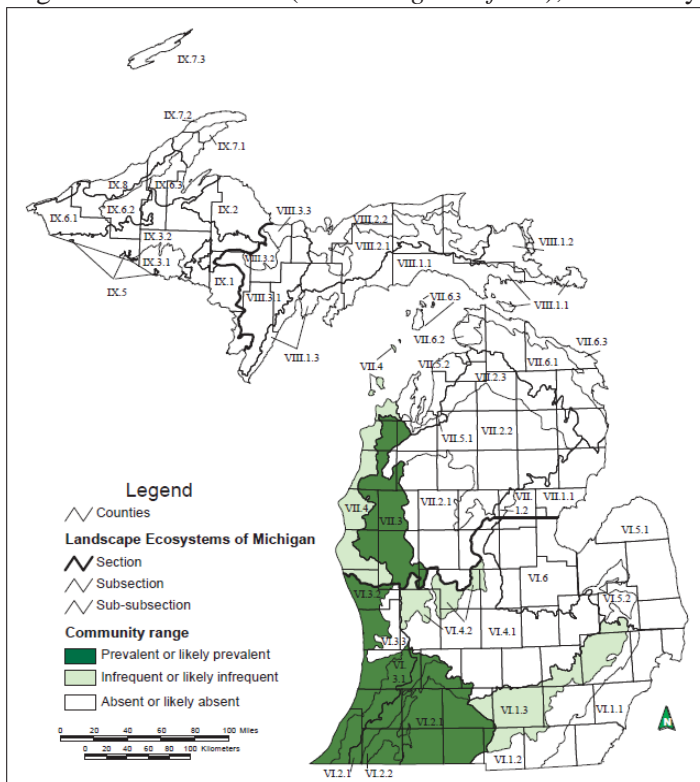 IX.7.3
IX.7.2
IX.7.1
IX.8
IX.6.3
IX.6.1
IX.6.2
IX.2
VIII.3.3
VIII.2.2
IX.3.2
VIII.2.1
VIII.1.2
IX.3.1
VIII.3.2
VIII.1.1
IX.5
IX.1
VIII.3.1
VII.6.3
VIII.1.1
VIII.1.3
VII.6.2
VII.6.3
VII.4
VII.5.2
VII.6.1
VII.2.3
VII.5.1
VII.2.2
VII.4
VII.3
VII.2.1
VII.
1.2
VII.1.1
VI.5.1
VI.6
VI.3.2
VI.5.2
VI.4.2
VI.4.1
VI.3.3
VI.
3.1
VI.2.1
VI.1.3
VI.1.1
VI.1.2
VI.2.1
VI.2.2
Legend
Counties
Landscape Ecosystems of Michigan
Section
Subsection
Sub-subsection
Community range
Prevalent or likely prevalent
Infrequent or likely infrequent
Absent or likely absent
0 20 40 60 80 100 Miles
0 20 40 60 80 100 Kilometers
N